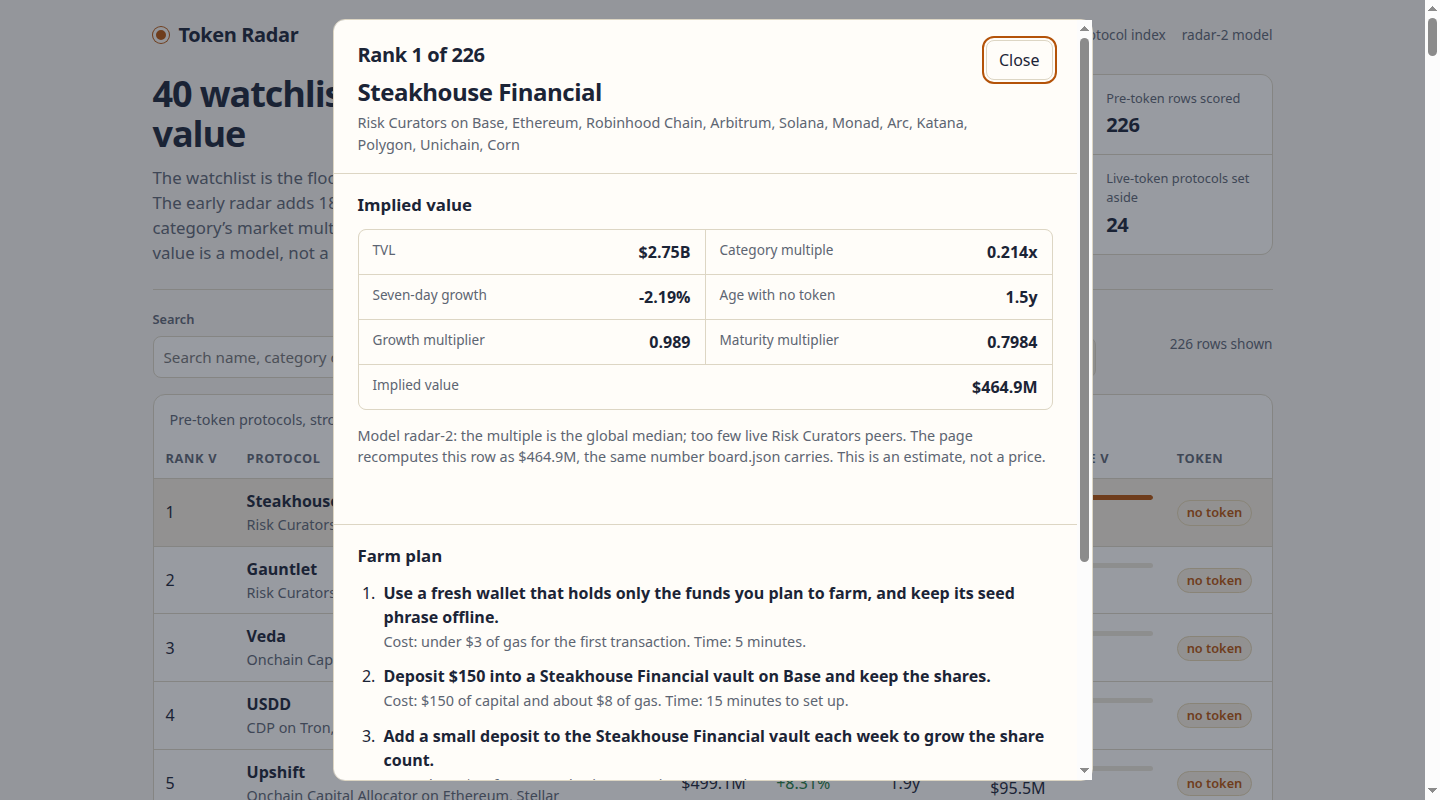 Token Radar
tocol index radar-2 model
40 watchlis
value
The watchlist is the floo
The early radar adds 18
category's market mult
value is a model, not a
Pre-token rows scored
226
Live-token protocols set
aside
24
Search
Search name, category o
226 rows shown
Pre-token protocols, stro
RANK V PROTOCOL
E V TOKEN
1 Steakhouse
Risk Curators
no token
2 Gauntlet
Risk Curators
no token
3 Veda
Onchain Cap
no token
4 USDD
CDP on Tron,
no token
5 Upshift
Onchain Capital Allocator on Ethereum, Stellar
$499.1M +8.31% 1.9y $95.5M no token
Rank 1 of 226
Close
Steakhouse Financial
Risk Curators on Base, Ethereum, Robinhood Chain, Arbitrum, Solana, Monad, Arc, Katana,
Polygon, Unichain, Corn
Implied value
TVL $2.75B Category multiple 0.214x
Seven-day growth -2.19% Age with no token 1.5y
Growth multiplier 0.989 Maturity multiplier 0.7984
Implied value $464.9M
Model radar-2: the multiple is the global median; too few live Risk Curators peers. The page
recomputes this row as $464.9M, the same number board.json carries. This is an estimate, not a price.
Farm plan
1. Use a fresh wallet that holds only the funds you plan to farm, and keep its seed
phrase offline.
Cost: under $3 of gas for the first transaction. Time: 5 minutes.
2. Deposit $150 into a Steakhouse Financial vault on Base and keep the shares.
Cost: $150 of capital and about $8 of gas. Time: 15 minutes to set up.
3. Add a small deposit to the Steakhouse Financial vault each week to grow the share
count.